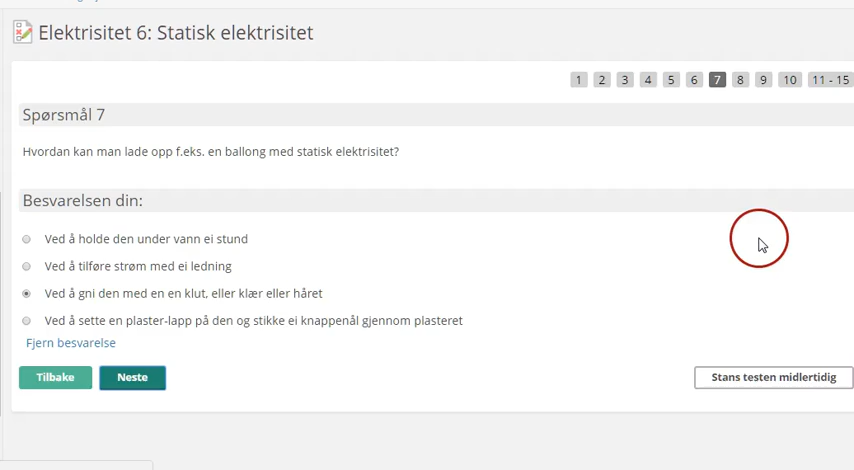 Elektrisitet 6: Statisk elektrisitet
1 2 3 4 5 6 7 8 9 10 11 - 15
Spørsmål 7
Hvordan kan man lade opp f.eks. en ballong med statisk elektrisitet?
Besvarelsen din:
Ved å holde den under vann ei stund
Ved å tilføre strøm med ei ledning
Ved å gni den med en en klut, eller klær eller håret
Ved å sette en plaster-lapp på den og stikke ei knappenål gjennom plasteret
Fjern besvarelse
Tilbake Neste Stans testen midlertidig